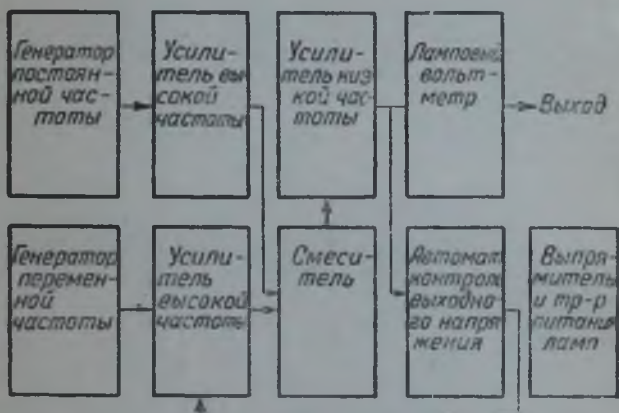 Генератор
постоян-
ной час-
тоты
Усили-
тель вы-
сокой
частоты
Усили-
тель низ-
кой час-
тоты
Ламповый
вольт-
метр
Выход
Генератор
перемен-
ной
частоты
Усили-
тель
высокой
частоты
Смеси-
тель
Автомат
контроля
выходно-
го напря-
жения
Выпря-
митель
и тр-р
питания
ламп